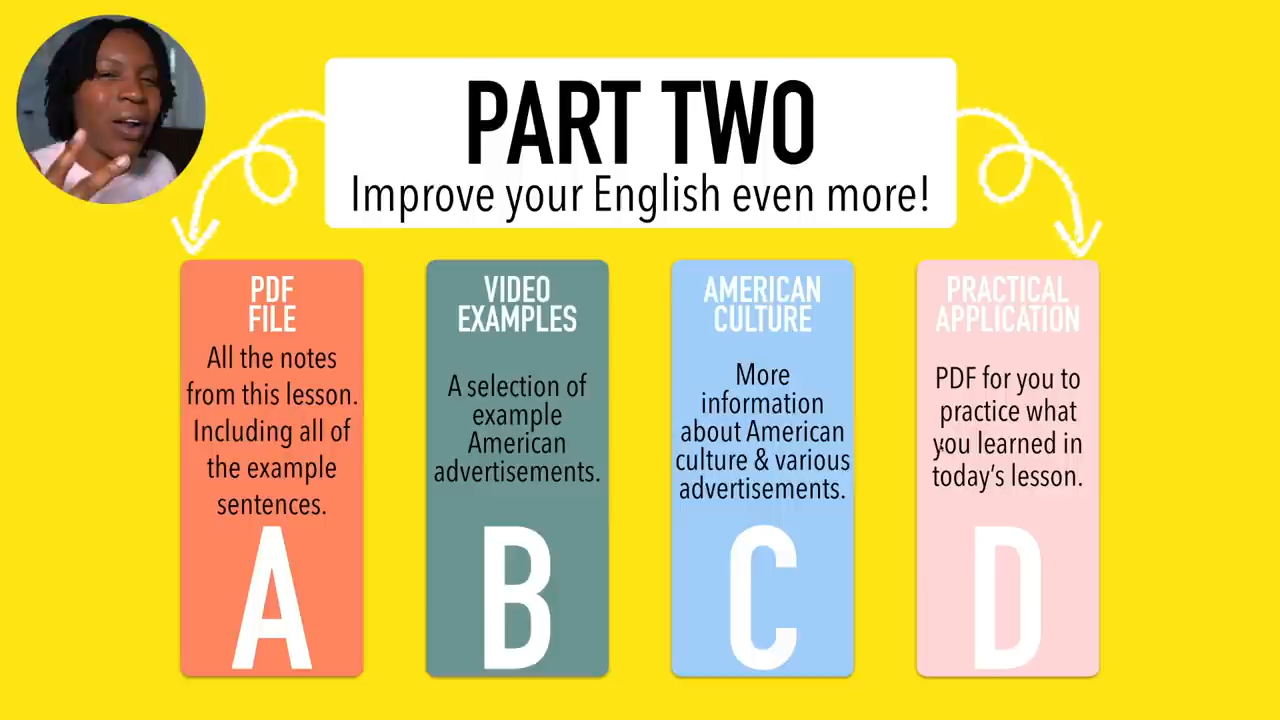 PART TWO
Improve your English even more!
PDF
FILE
All the notes
from this lesson.
Including all of
the example
sentences.
A
VIDEO
EXAMPLES
A selection of
example
American
advertisements.
B
AMERICAN
CULTURE
More
information
about American
culture & various
advertisements.
C
PRACTICAL
APPLICATION
PDF for you to
practice what
you learned in
today’s lesson.
D